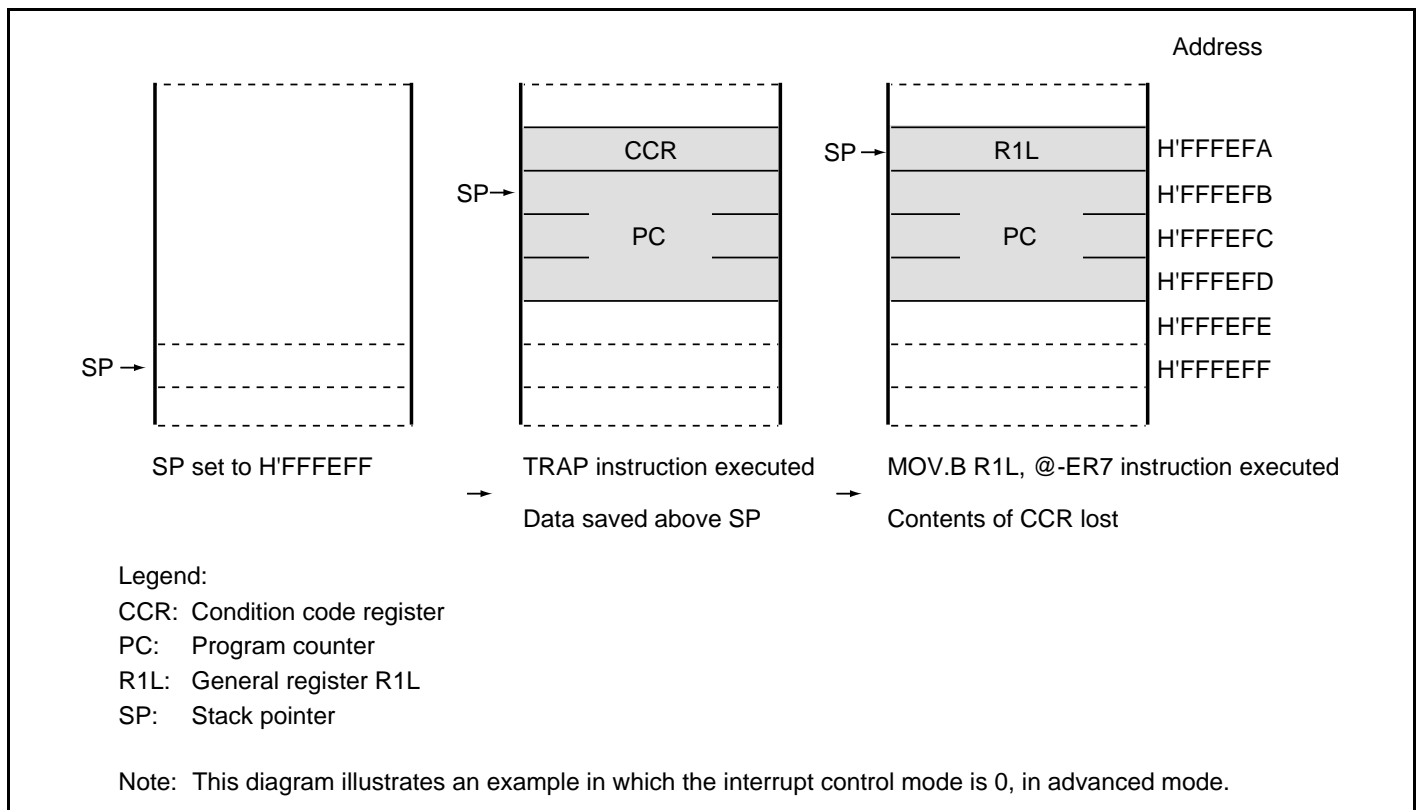 Address
CCR
SP
R1L
H'FFFEFA
SP
H'FFFEFB
PC
PC
H'FFFEFC
H'FFFEFD
H'FFFEFE
SP
H'FFFEFF
SP set to H'FFFEFF
TRAP instruction executed
MOV.B R1L, @-ER7 instruction executed
Data saved above SP
Contents of CCR lost
Legend:
CCR: Condition code register
PC: Program counter
R1L: General register R1L
SP: Stack pointer
Note: This diagram illustrates an example in which the interrupt control mode is 0, in advanced mode.